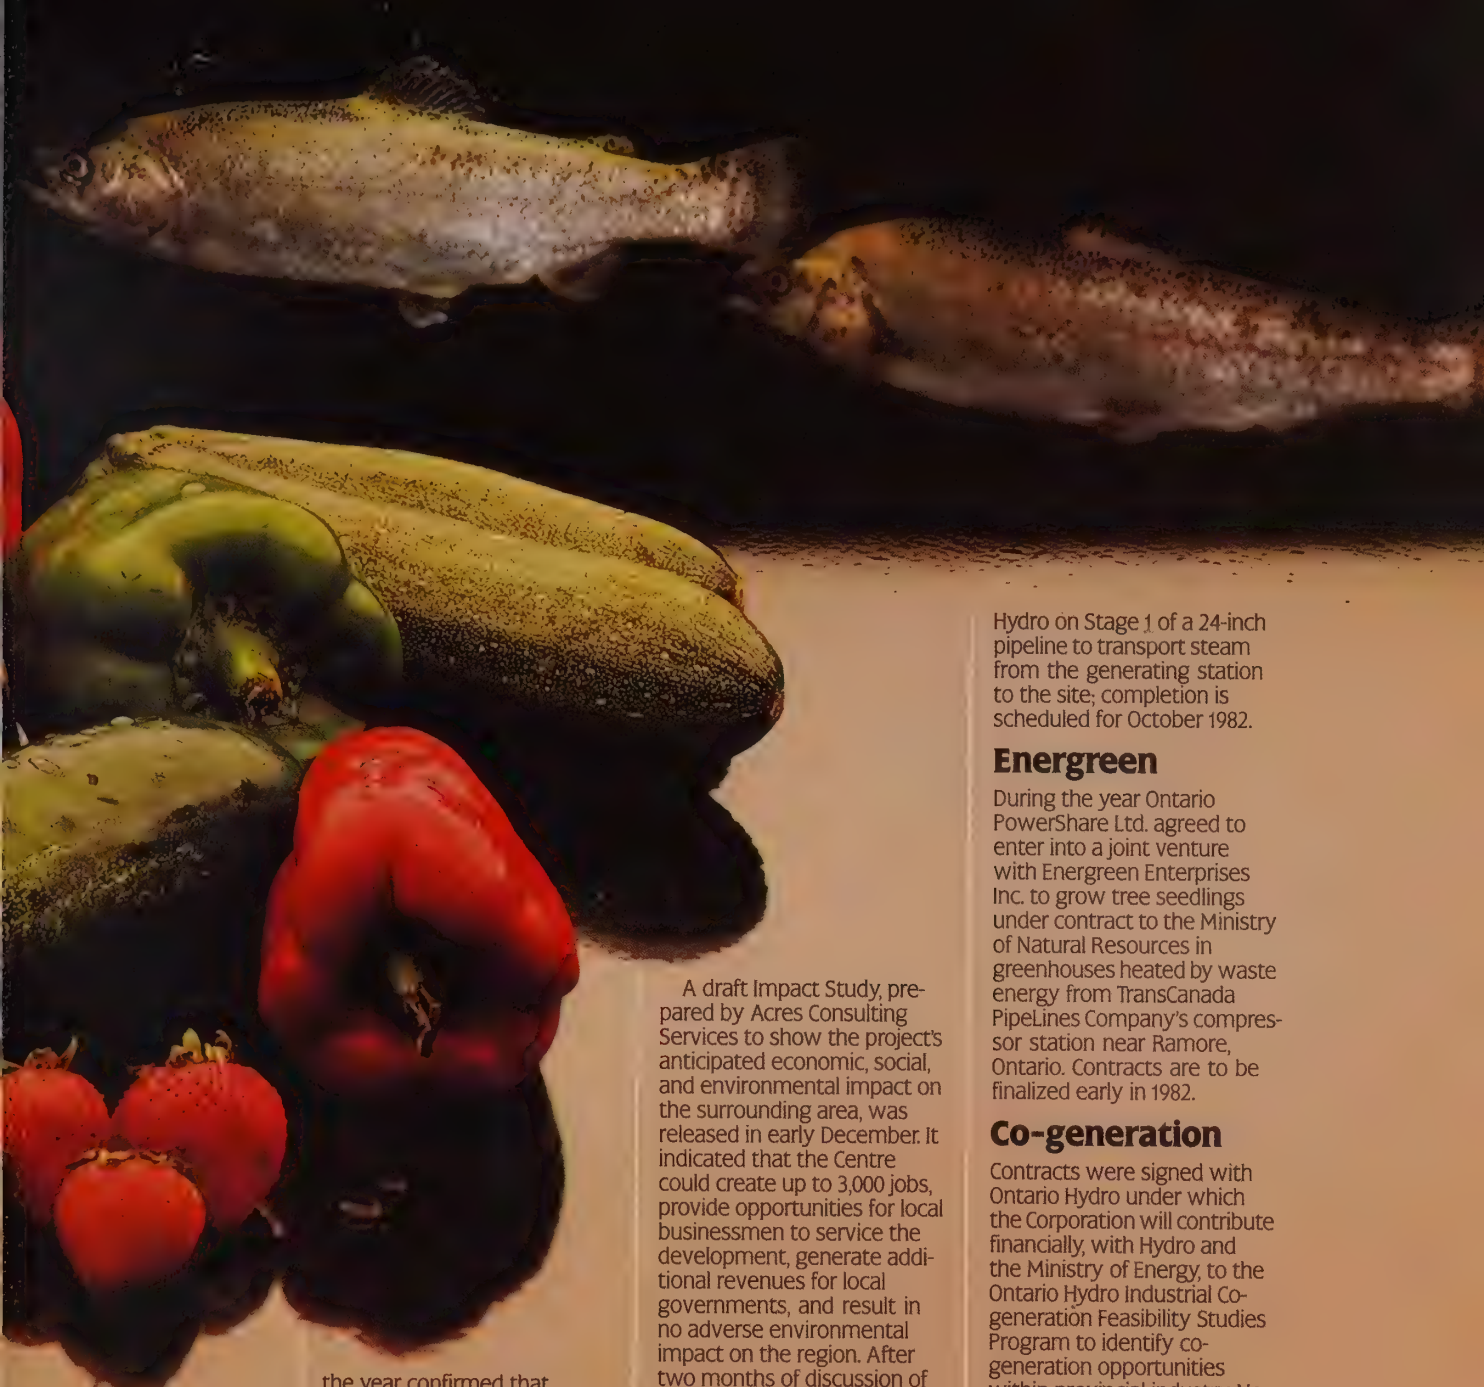 the year confirmed that
A draft Impact Study, pre-
pared by Acres Consulting
Services to show the project's
anticipated economic, social,
and environmental impact on
the surrounding area, was
released in early December. It
indicated that the Centre
could create up to 3,000 jobs,
provide opportunities for local
businessmen to service the
development, generate addi-
tional revenues for local
governments, and result in
no adverse environmental
impact on the region. After
two months of discussion of
Hydro on Stage 1 of a 24-inch
pipeline to transport steam
from the generating station
to the site; completion is
scheduled for October 1982.
Energreen
During the year Ontario
PowerShare Ltd. agreed to
enter into a joint venture
with Energreen Enterprises
Inc. to grow tree seedlings
under contract to the Ministry
of Natural Resources in
greenhouses heated by waste
energy from TransCanada
PipeLines Company's compres-
sor station near Ramore,
Ontario. Contracts are to be
finalized early in 1982.
Co-generation
Contracts were signed with
Ontario Hydro under which
the Corporation will contribute
financially, with Hydro and
the Ministry of Energy, to the
Ontario Hydro Industrial Co-
generation Feasibility Studies
Program to identify co-
generation opportunities